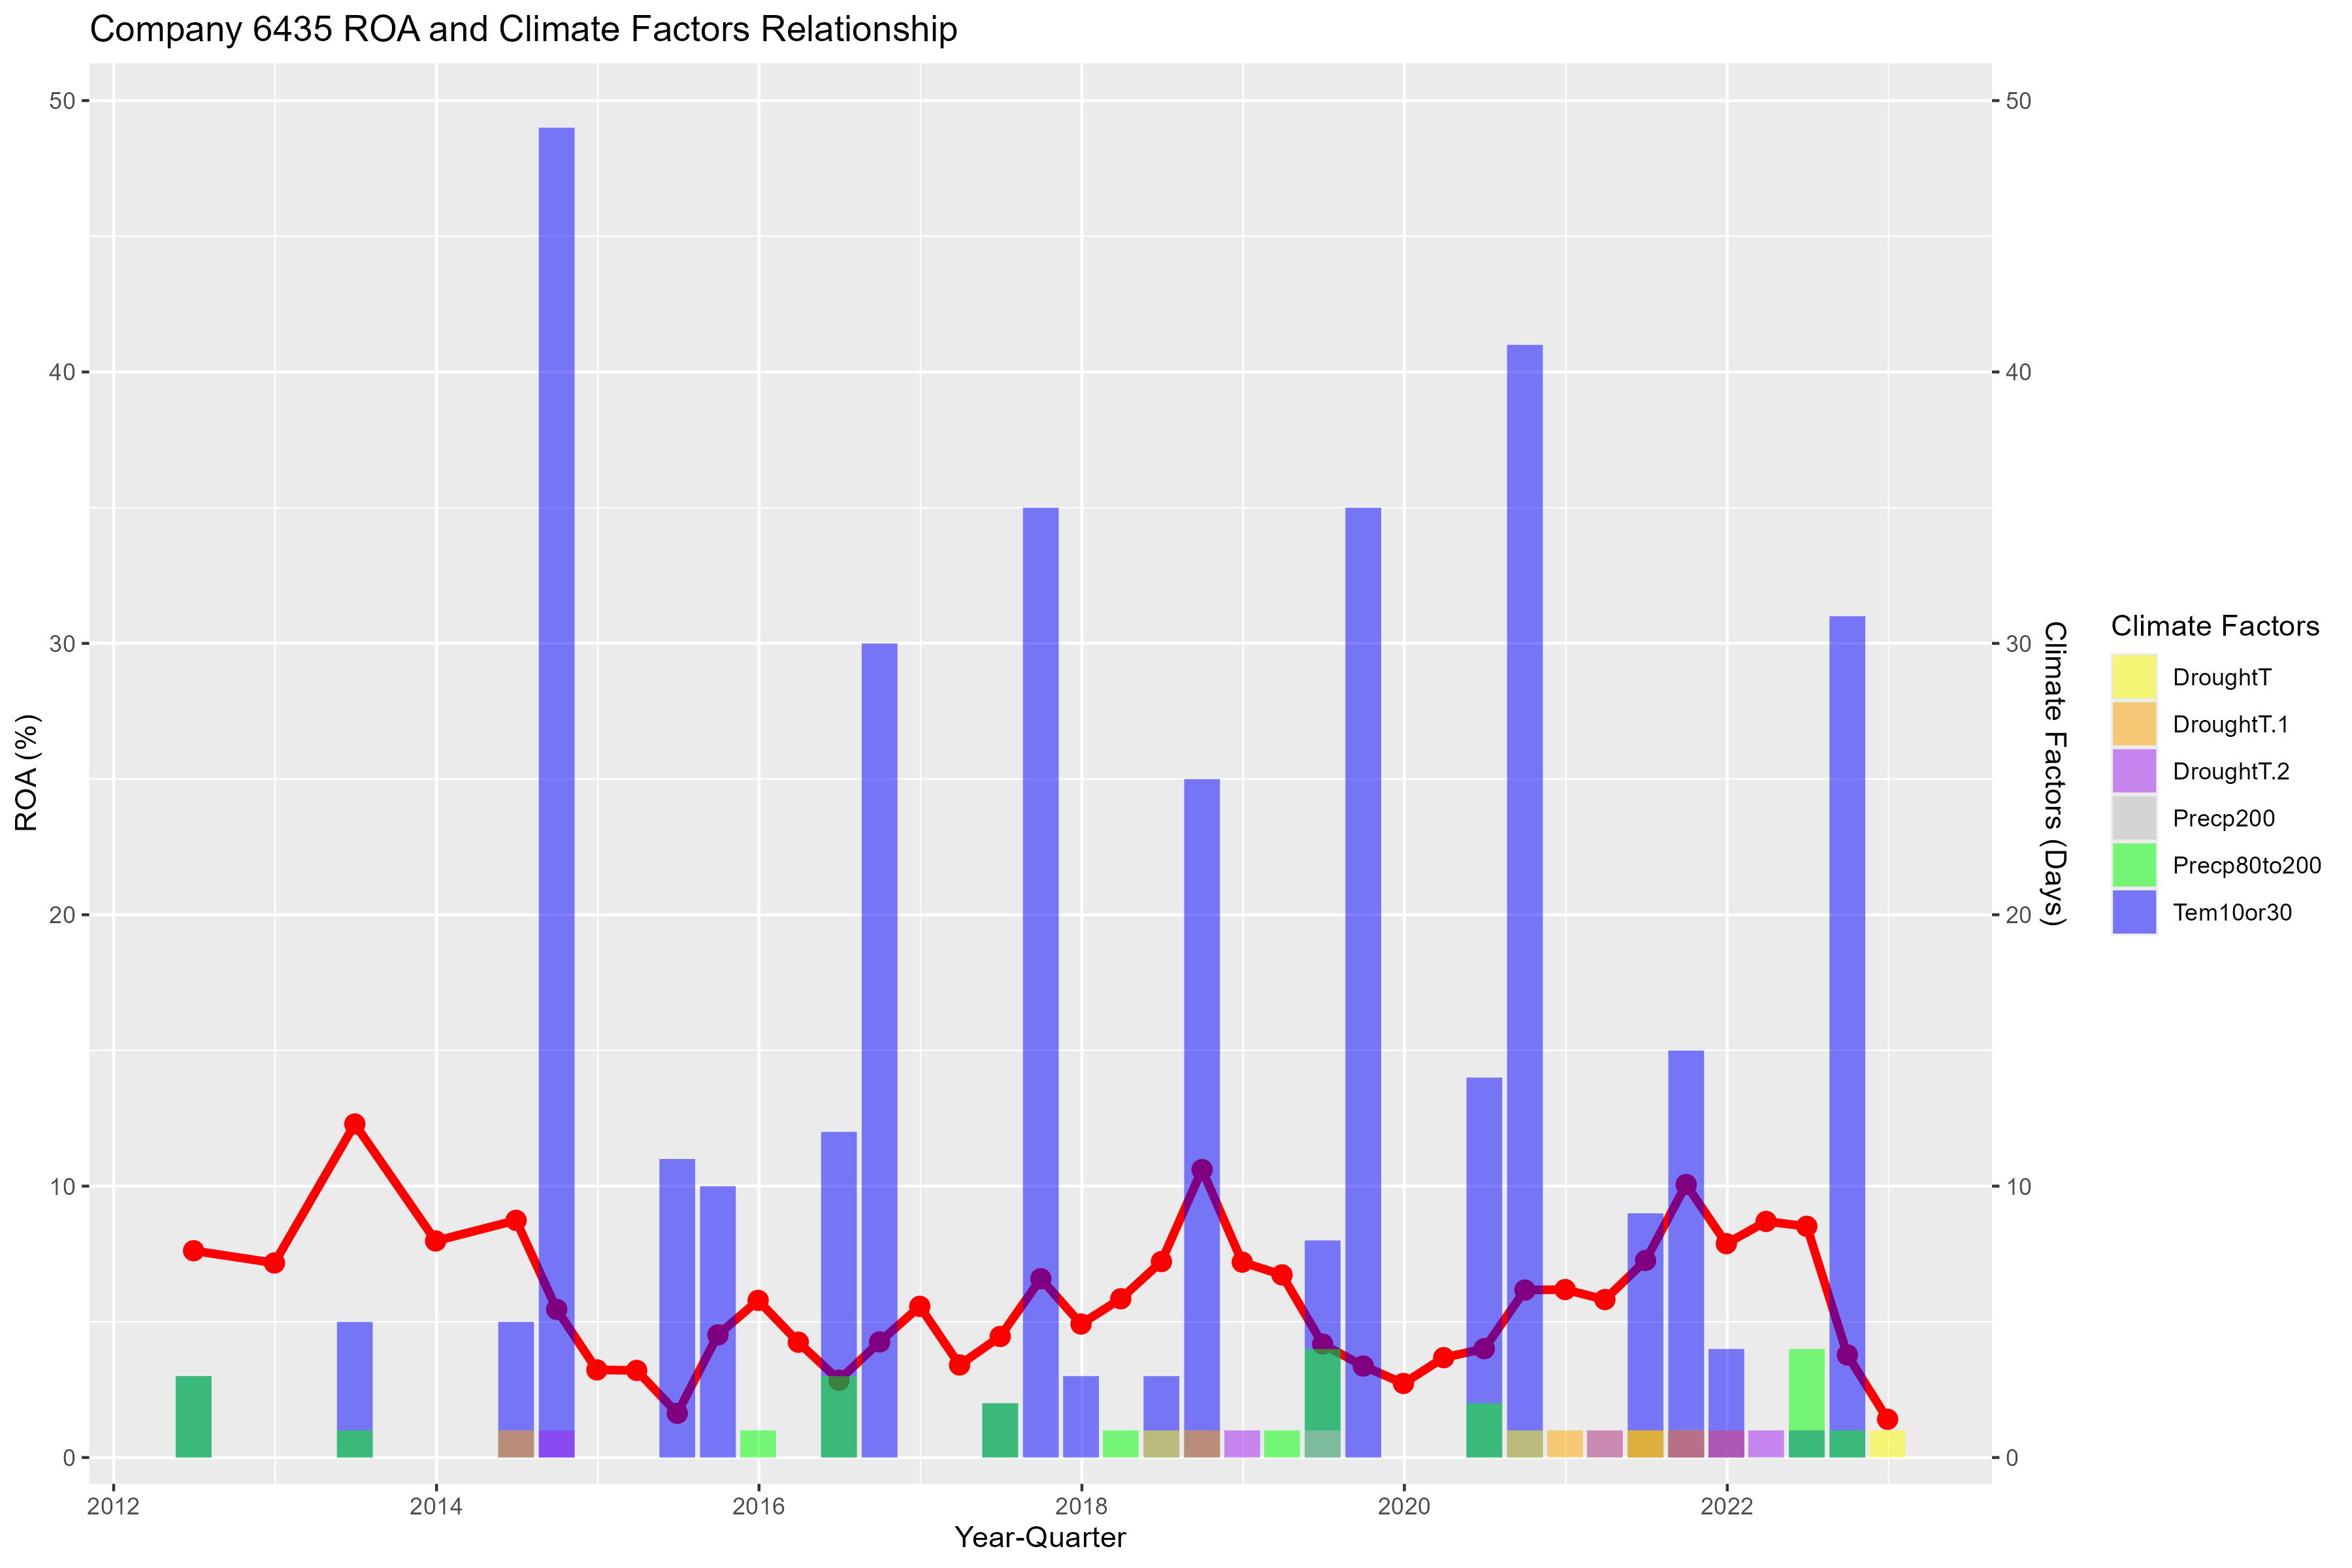 Company 6435 ROA and Climate Factors Relationship
50
40
30
20
10
0
ROA (%)
2012
2014
2016
2018
2020
2022
Year-Quarter
50
40
30
20
10
0
Climate Factors (Days)
Climate Factors
DroughtT
DroughtT.1
DroughtT.2
Precp200
Precp80to200
Tem10or30